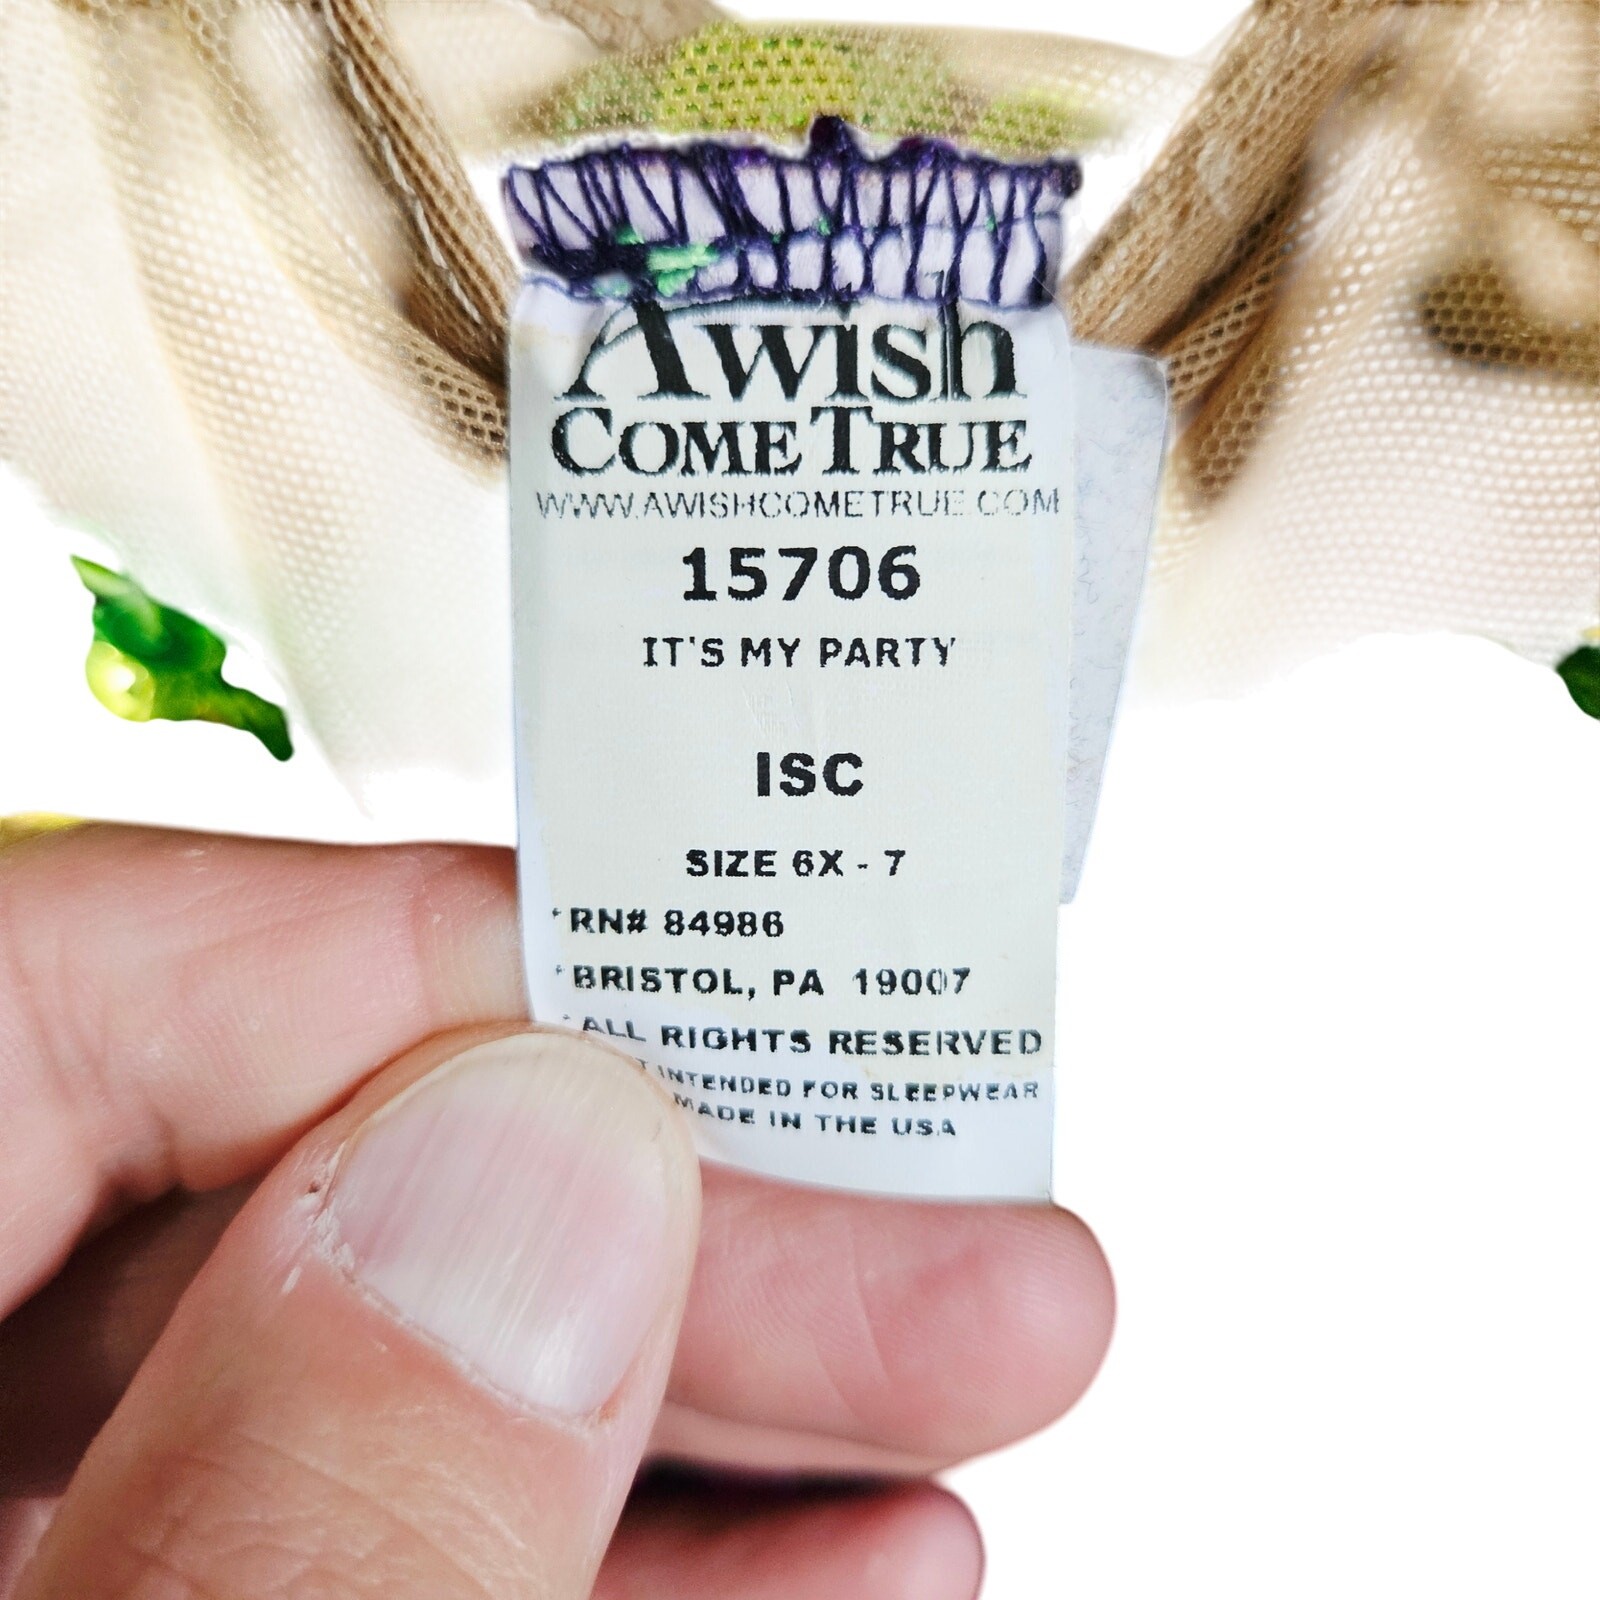 A wish
COME TRUE
WWW.AWISHCOMETRUE.COM
15706
IT'S MY PARTY
ISC
SIZE 6X - 7
*RN# 84986
*BRISTOL, PA 19007
*ALL RIGHTS RESERVED
INTENDED FOR SLEEPWEAR
MADE IN THE USA